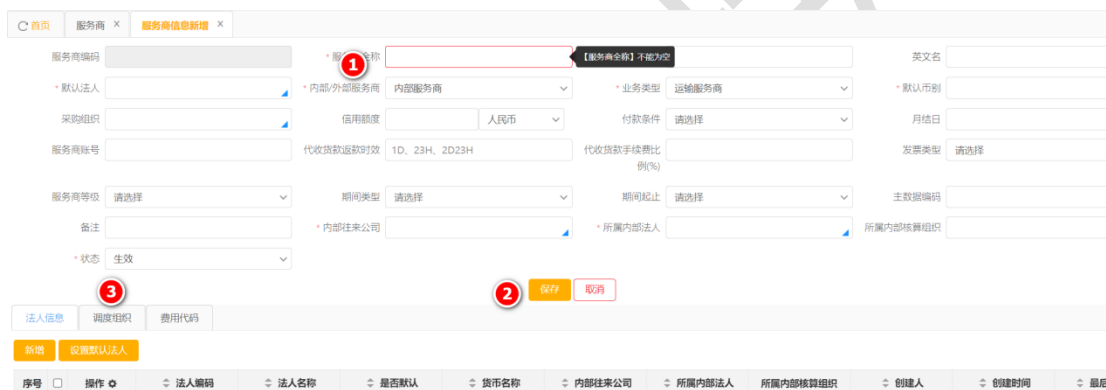 首页 服务商 × 服务商信息新增 ×
服务商编码 * 服 全称 【服务商全称】不能为空 英文名
* 默认法人 * 内部/外部服务商 内部服务商 * 业务类型 运输服务商 * 默认币别
采购组织 信用额度 人民币 付款条件 请选择 月结日
服务商账号 代收货款返款时效 1D、23H、2D23H 代收货款手续费比例(%) 发票类型 请选择
服务商等级 请选择 期间类型 请选择 期间起止 请选择 主数据编码
备注 * 内部往来公司 * 所属内部法人 所属内部核算组织
* 状态 生效
1
2
3
保存 取消
法人信息 调度组织 费用代码
新增 设置默认法人
序号 操作 法人编码 法人名称 是否默认 货币名称 内部往来公司 所属内部法人 所属内部核算组织 创建人 创建时间 最后